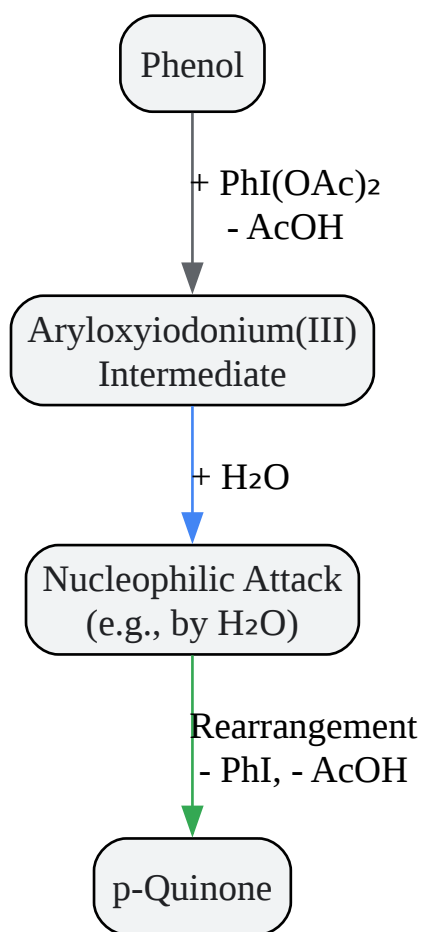 Phenol
+ PhI(OAc)₂
- AcOH
Aryloxyiodonium(III)
Intermediate
+ H₂O
Nucleophilic Attack
(e.g., by H₂O)
Rearrangement
- PhI, - AcOH
p-Quinone